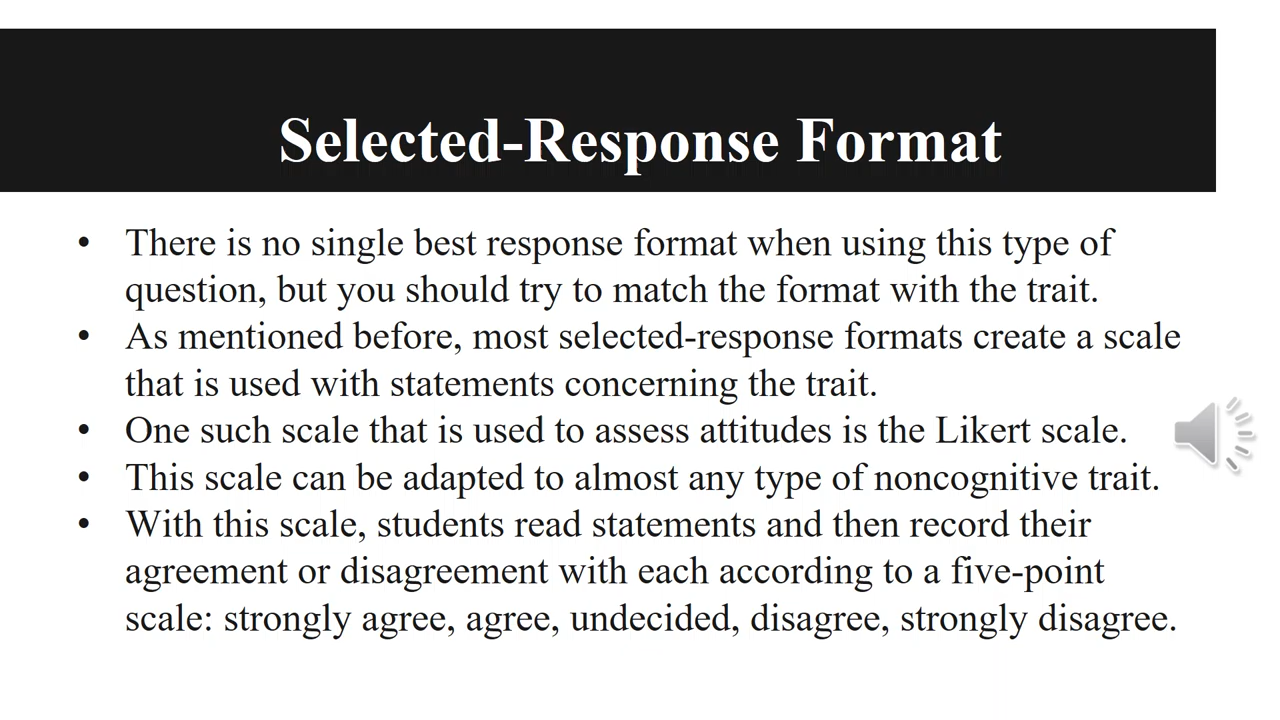 Selected-Response Format
• There is no single best response format when using this type of
question, but you should try to match the format with the trait.
• As mentioned before, most selected-response formats create a scale
that is used with statements concerning the trait.
• One such scale that is used to assess attitudes is the Likert scale.
• This scale can be adapted to almost any type of noncognitive trait.
• With this scale, students read statements and then record their
agreement or disagreement with each according to a five-point
scale: strongly agree, agree, undecided, disagree, strongly disagree.